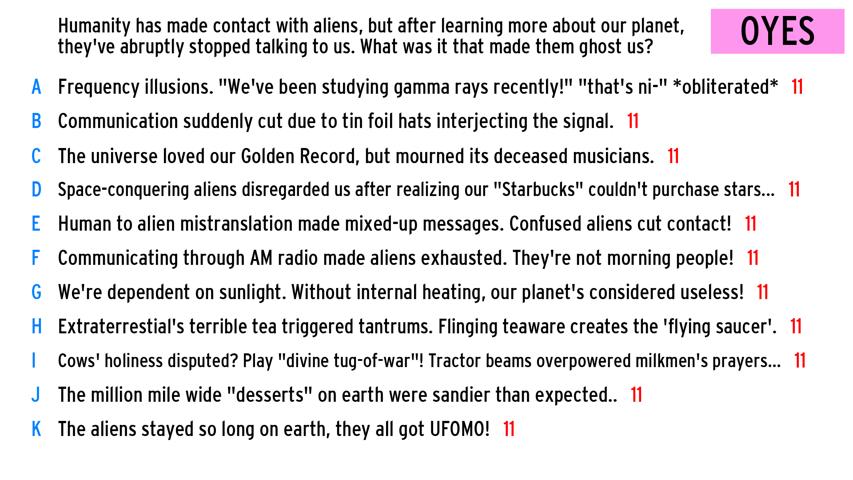 Humanity has made contact with aliens, but after learning more about our planet,
they've abruptly stopped talking to us. What was it that made them ghost us?
OYES
A Frequency illusions. "We've been studying gamma rays recently!" "that's ni-" *obliterated* 11
B Communication suddenly cut due to tin foil hats interjecting the signal. 11
C The universe loved our Golden Record, but mourned its deceased musicians. 11
D Space-conquering aliens disregarded us after realizing our "Starbucks" couldn't purchase stars... 11
E Human to alien mistranslation made mixed-up messages. Confused aliens cut contact! 11
F Communicating through AM radio made aliens exhausted. They're not morning people! 11
G We're dependent on sunlight. Without internal heating, our planet's considered useless! 11
H Extraterrestial's terrible tea triggered tantrums. Flinging teaware creates the 'flying saucer'. 11
I Cows' holiness disputed? Play "divine tug-of-war"! Tractor beams overpowered milkmen's prayers... 11
J The million mile wide "desserts" on earth were sandier than expected.. 11
K The aliens stayed so long on earth, they all got UFOMO! 11